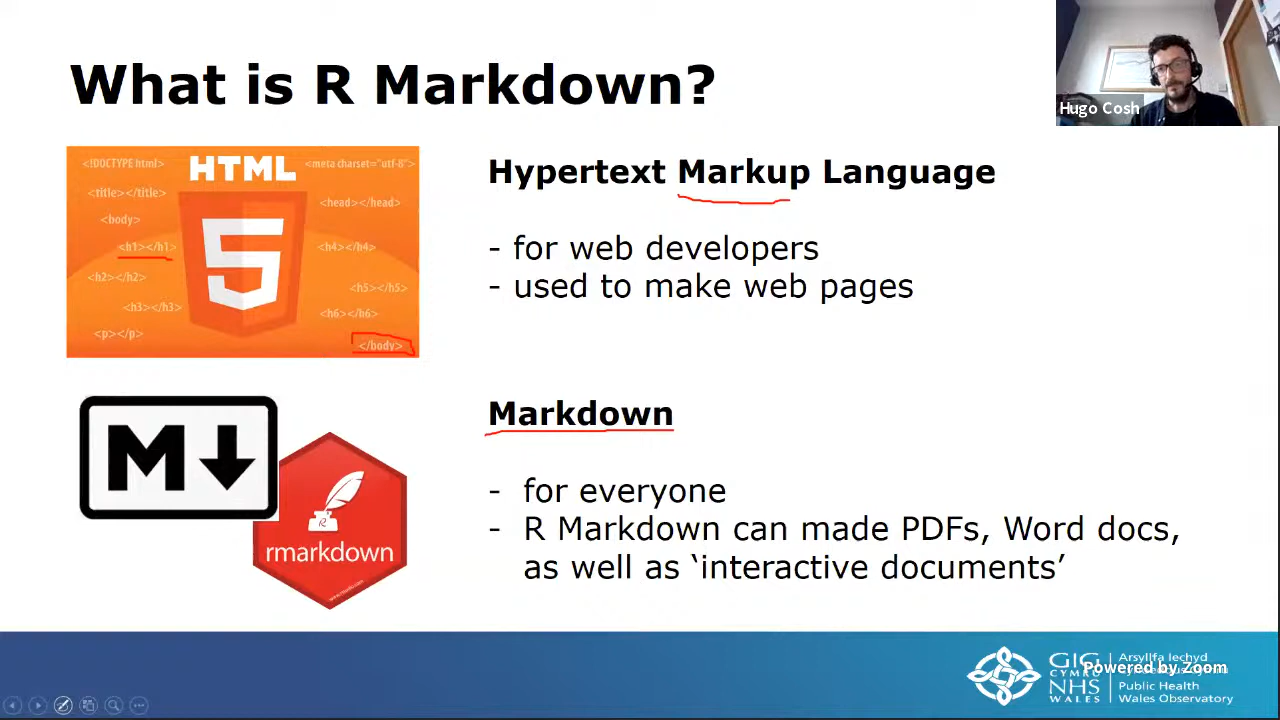 What is R Markdown?
Hugo Cosh
<!DOCTYPE html>
HTML
<meta charset="utf-8">
<title></title>
<head></head>
<body>
5
<h1></h1>
<h4></h4>
<h2></h2>
<h5></h5>
<h3></h3>
<h6></h6>
<p></p>
</body>
Hypertext Markup Language
- for web developers
- used to make web pages
M
rmarkdown
Markdown
- for everyone
- R Markdown can made PDFs, Word docs,
as well as ‘interactive documents’
GIG
CYMRU
NHS
WALES
Arsyllfa Iechyd
Public Health
Wales Observatory
Powered by Zoom